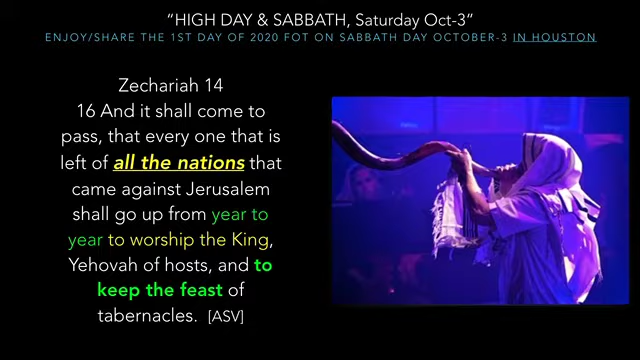 “HIGH DAY & SABBATH, Saturday Oct-3”
ENJOY/SHARE THE 1ST DAY OF 2020 FOT ON SABBATH DAY OCTOBER-3 IN HOUSTON
Zechariah 14
16 And it shall come to
pass, that every one that is
left of all the nations that
came against Jerusalem
shall go up from year to
year to worship the King,
Yehovah of hosts, and to
keep the feast of
tabernacles. [ASV]